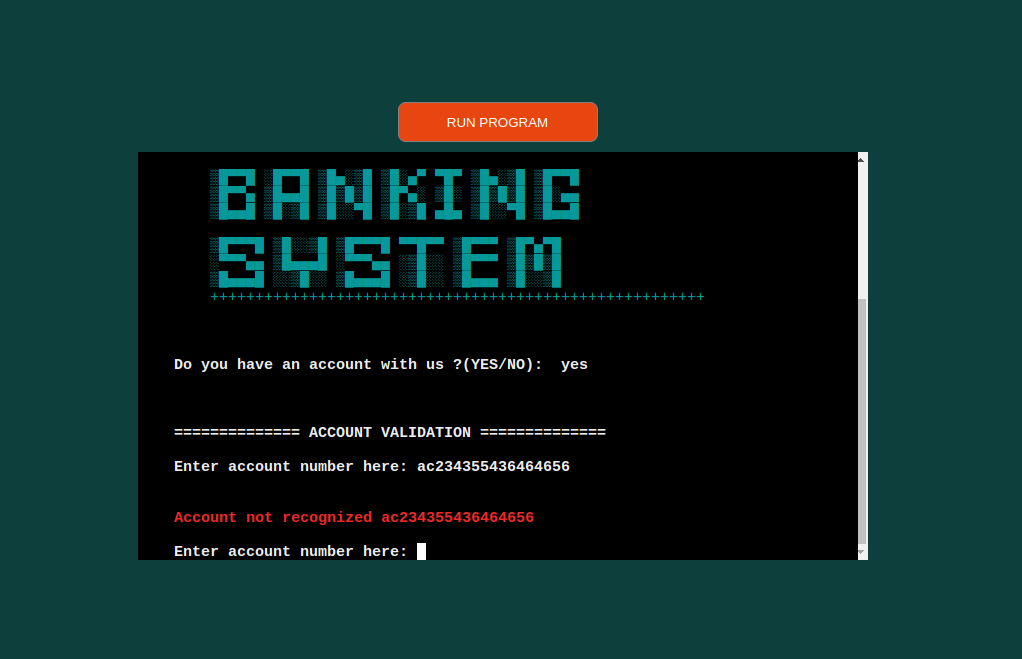 RUN PROGRAM
BANKING
SYSTEM
+++++++++++++++++++++++++++++++++++++++++++++++++++++++
Do you have an account with us ?(YES/NO):  yes
============== ACCOUNT VALIDATION ==============
Enter account number here: ac234355436464656
Account not recognized ac234355436464656
Enter account number here: